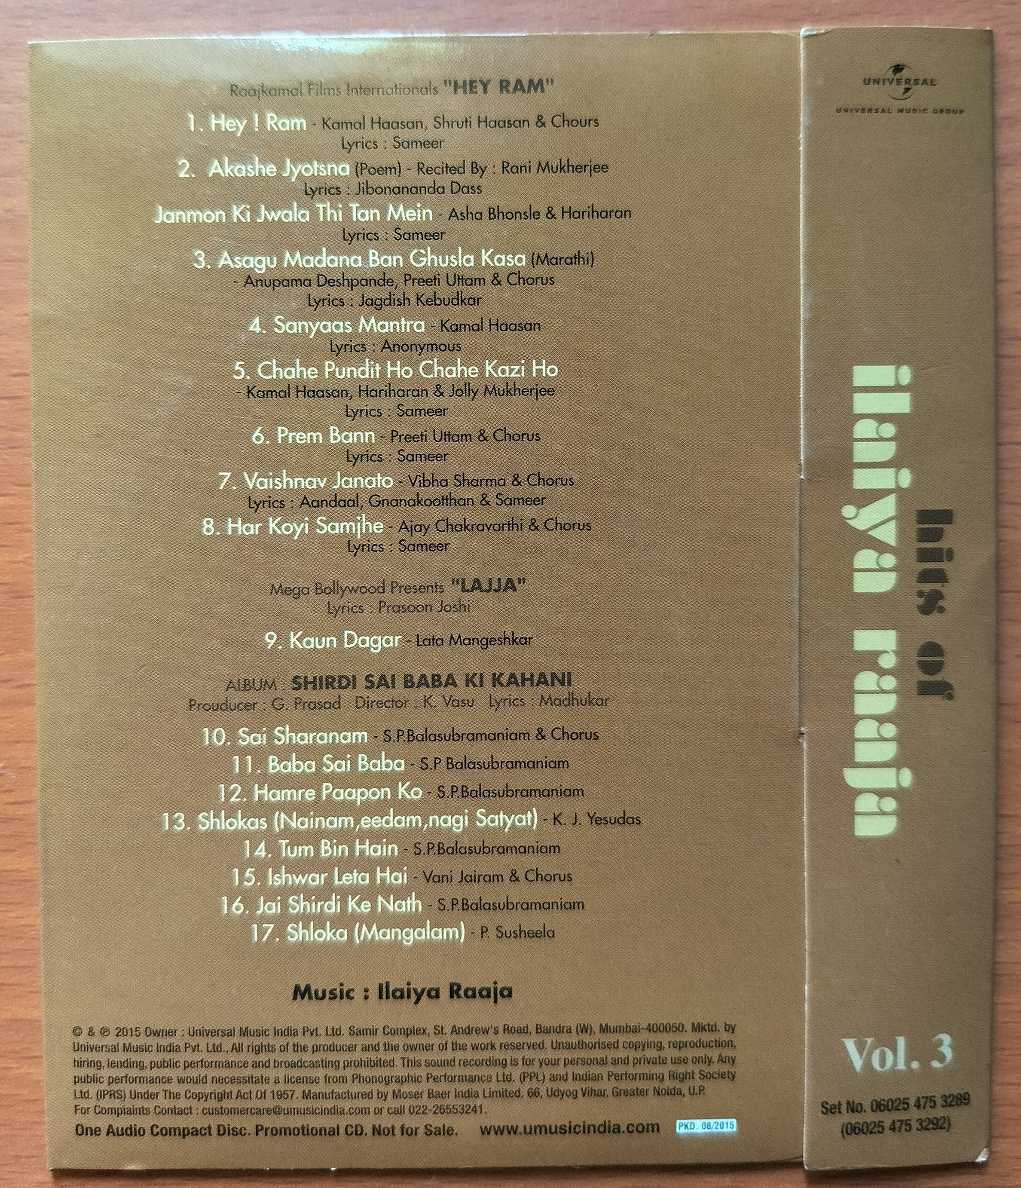 Raajkamal Films Internationals "HEY RAM"
1. Hey ! Ram - Kamal Haasan, Shruti Haasan & Chours
Lyrics : Sameer
2. Akashe Jyotsna (Poem) - Recited By : Rani Mukherjee
Lyrics : Jibonananda Dass
Janmon Ki Jwala Thi Tan Mein - Asha Bhonsle & Hariharan
Lyrics : Sameer
3. Asagu Madana Ban Ghusla Kasa (Marathi)
- Anupama Deshpande, Preeti Uttam & Chorus
Lyrics : Jagdish Kebudkar
4. Sanyaas Mantra - Kamal Haasan
Lyrics : Anonymous
5. Chahe Pundit Ho Chahe Kazi Ho
Kamal Haasan, Hariharan & Jolly Mukherjee
Lyrics : Sameer
6. Prem Bann - Preeti Uttam & Chorus
Lyrics : Sameer
7. Vaishnav Janato - Vibha Sharma & Chorus
Lyrics : Aandaal, Gnanakootthan & Sameer
8. Har Koyi Samjhe - Ajay Chakravarthi & Chorus
Lyrics : Sameer
Mega Bollywood Presents "LAJJA"
Lyrics : Prasoon Joshi
9. Kaun Dagar - Lata Mangeshkar
ALBUM : SHIRDI SAI BABA KI KAHANI
Prouducer : G. Prasad Director : K. Vasu Lyrics : Madhukar
10. Sai Sharanam - S.P.Balasubramaniam & Chorus
11. Baba Sai Baba - S.P Balasubramaniam
12. Hamre Paapon Ko - S.P.Balasubramaniam
13. Shlokas (Nainam,eedam,nagi Satyat) - K. J. Yesudas
14. Tum Bin Hain - S.P.Balasubramaniam
15. Ishwar Leta Hai - Vani Jairam & Chorus
16. Jai Shirdi Ke Nath - S.P.Balasubramaniam
17. Shloka (Mangalam) - P. Susheela
Music : Ilaiya Raaja
© & ℗ 2015 Owner : Universal Music India Pvt. Ltd. Samir Complex, St. Andrew's Road, Bandra (W), Mumbai-400050. Mktd. by
Universal Music India Pvt. Ltd., All rights of the producer and the owner of the work reserved. Unauthorised copying, reproduction,
hiring, lending, public performance and broadcasting prohibited. This sound recording is for your personal and private use only. Any
public performance would necessitate a license from Phonographic Performance Ltd. (PPL) and Indian Performing Right Society
Ltd. (IPRS) Under The Copyright Act Of 1957. Manufactured by Moser Baer India Limited. 66, Udyog Vihar, Greater Noida, U.P.
For Complaints Contact : customercare@umusicindia.com or call 022-26553241.
One Audio Compact Disc. Promotional CD. Not for Sale. www.umusicindia.com PKD. 08/2015
UNIVERSAL
UNIVERSAL MUSIC GROUP
hits of
ilaiya raaja
Vol. 3
Set No. 06025 475 3289
(06025 475 3292)